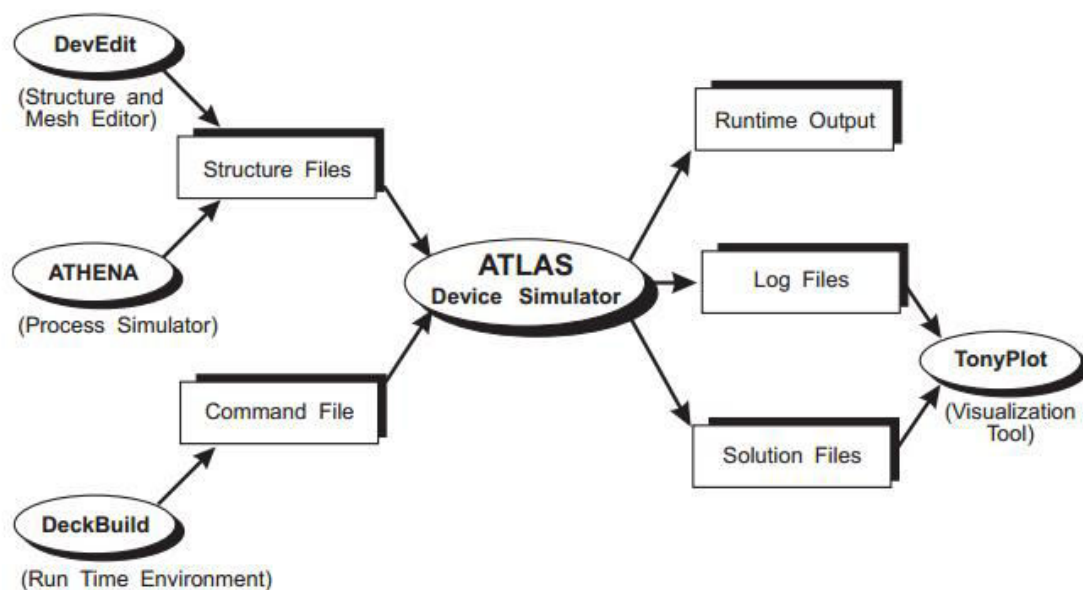 DevEdit
(Structure and
Mesh Editor)
Structure Files
ATHENA
(Process Simulator)
Command File
DeckBuild
(Run Time Environment)
ATLAS
Device Simulator
Runtime Output
Log Files
Solution Files
TonyPlot
(Visualization
Tool)